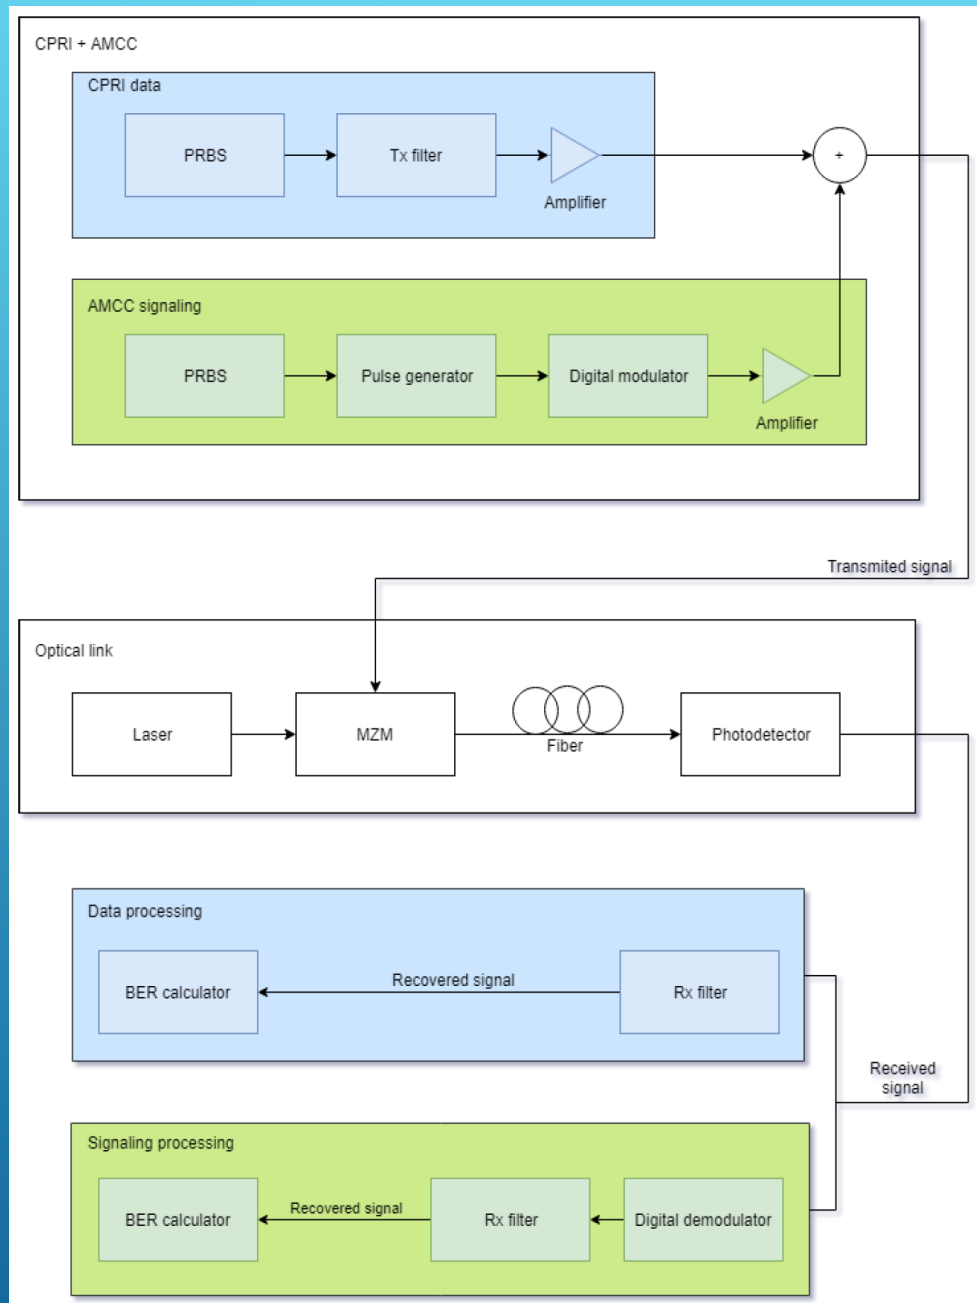 CPRI + AMCC
CPRI data
PRBS
Tx filter
Amplifier
+
AMCC signaling
PRBS
Pulse generator
Digital modulator
Amplifier
Transmited signal
Optical link
Laser
MZM
Fiber
Photodetector
Data processing
BER calculator
Recovered signal
Rx filter
Received
signal
Signaling processing
BER calculator
Recovered signal
Rx filter
Digital demodulator